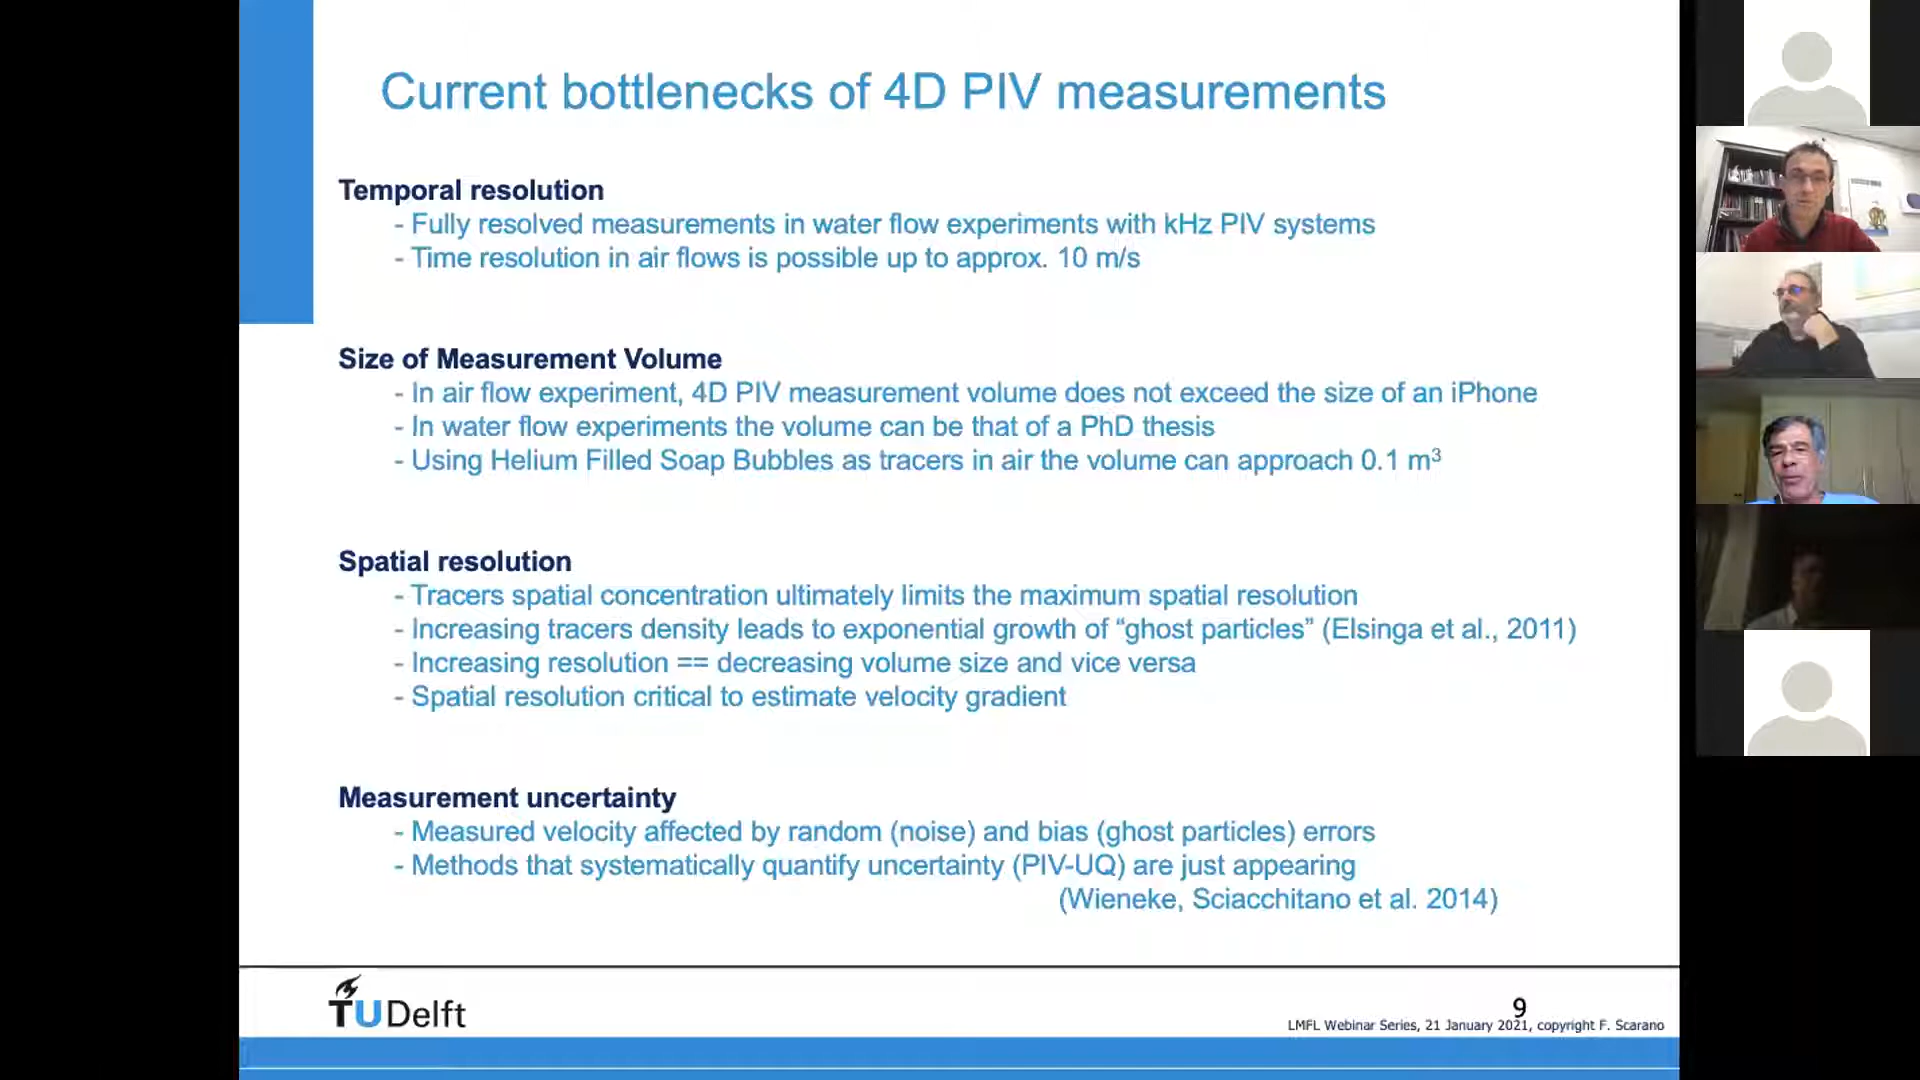 Current bottlenecks of 4D PIV measurements
Temporal resolution
- Fully resolved measurements in water flow experiments with kHz PIV systems
- Time resolution in air flows is possible up to approx. 10 m/s
Size of Measurement Volume
- In air flow experiment, 4D PIV measurement volume does not exceed the size of an iPhone
- In water flow experiments the volume can be that of a PhD thesis
- Using Helium Filled Soap Bubbles as tracers in air the volume can approach 0.1 m³
Spatial resolution
- Tracers spatial concentration ultimately limits the maximum spatial resolution
- Increasing tracers density leads to exponential growth of “ghost particles” (Elsinga et al., 2011)
- Increasing resolution == decreasing volume size and vice versa
- Spatial resolution critical to estimate velocity gradient
Measurement uncertainty
- Measured velocity affected by random (noise) and bias (ghost particles) errors
- Methods that systematically quantify uncertainty (PIV-UQ) are just appearing
(Wieneke, Sciacchitano et al. 2014)
TUDelft
9
LMFL Webinar Series, 21 January 2021, copyright F. Scarano